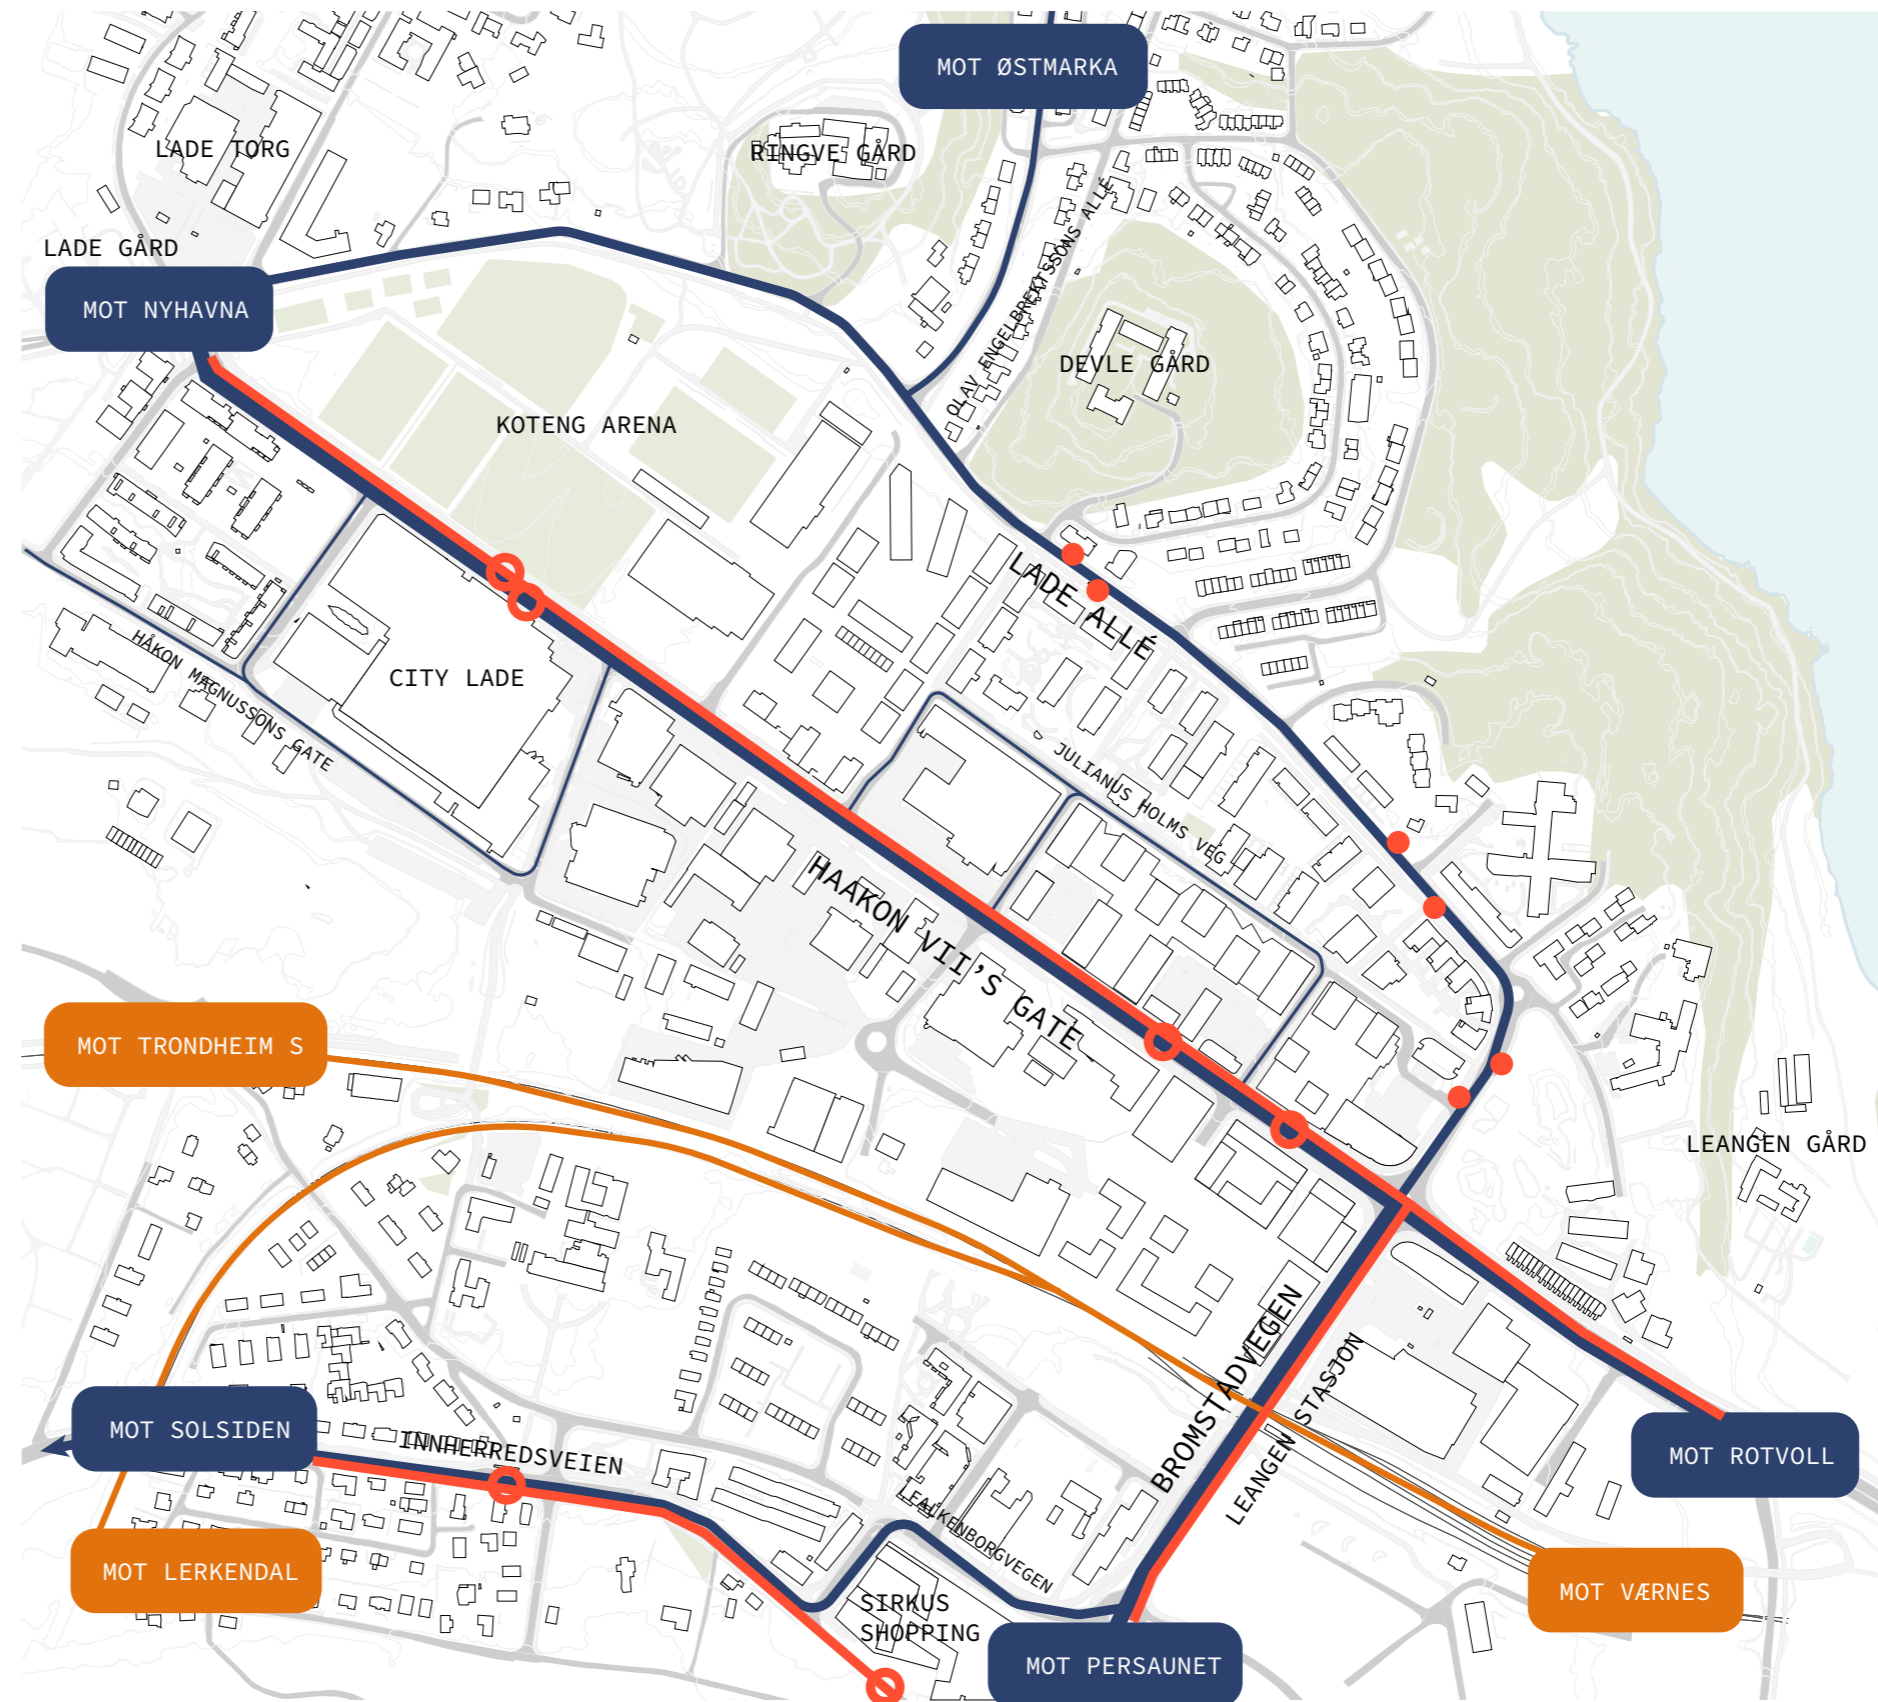 MOT ØSTMARKA
LADE TORG
RINGVE GÅRD
LADE GÅRD
MOT NYHAVNA
OLAV ENGELBREKTSSONS ALLÉ
DEVLE GÅRD
KOTENG ARENA
LADE ALLÉ
HÅKON MAGNUSSONS GATE
CITY LADE
JULIANUS HOLMS VEG
HAAKON VII'S GATE
MOT TRONDHEIM S
LEANGEN GÅRD
BROMSTADVEGEN
LEANGEN STASJON
MOT SOLSIDEN
INNHERREDSVEIEN
MOT ROTVOLL
FALKENBORGVEGEN
MOT LERKENDAL
MOT VÆRNES
SIRKUS
SHOPPING
MOT PERSAUNET